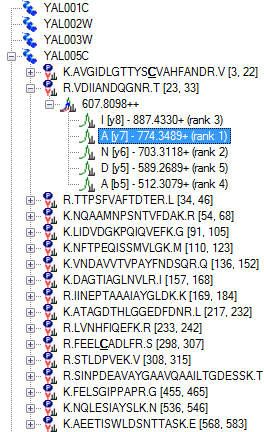 YAL001C
YAL002W
YAL003W
YAL005C
K.AVGIDLGTTYSCVAHFANDR.V [3, 22]
R.VDIIANDQGNR.T [23, 33]
607.8098++
I [y8] - 887.4330+ (rank 3)
A [y7] - 774.3489+ (rank 1)
N [y6] - 703.3118+ (rank 2)
D [y5] - 589.2689+ (rank 5)
A [b5] - 512.3079+ (rank 4)
R.TTPSFVAFTDTER.L [34, 46]
K.NQAAMNPSNTVFDAK.R [54, 68]
K.LIDVDGKPQIQVEFK.G [91, 105]
K.NFTPEQISSMVLGK.M [110, 123]
K.VNDAVVTVPAYFNDSQR.Q [136, 152]
K.DAGTIAGLNVLR.I [157, 168]
R.IINEPTAAAIAYGLDK.K [169, 184]
K.ATAGDTHLGGEDFDNR.L [217, 232]
R.LVNHFIQEFK.R [233, 242]
R.FEELCADLFR.S [298, 307]
R.STLDPVEK.V [308, 315]
R.SINPDEAVAYGAAVQAAILTGDESSK.T
K.FELSGIPPAPR.G [455, 465]
K.NQLESIAYSLK.N [536, 546]
K.AEETISWLDSNTTASK.E [568, 583]